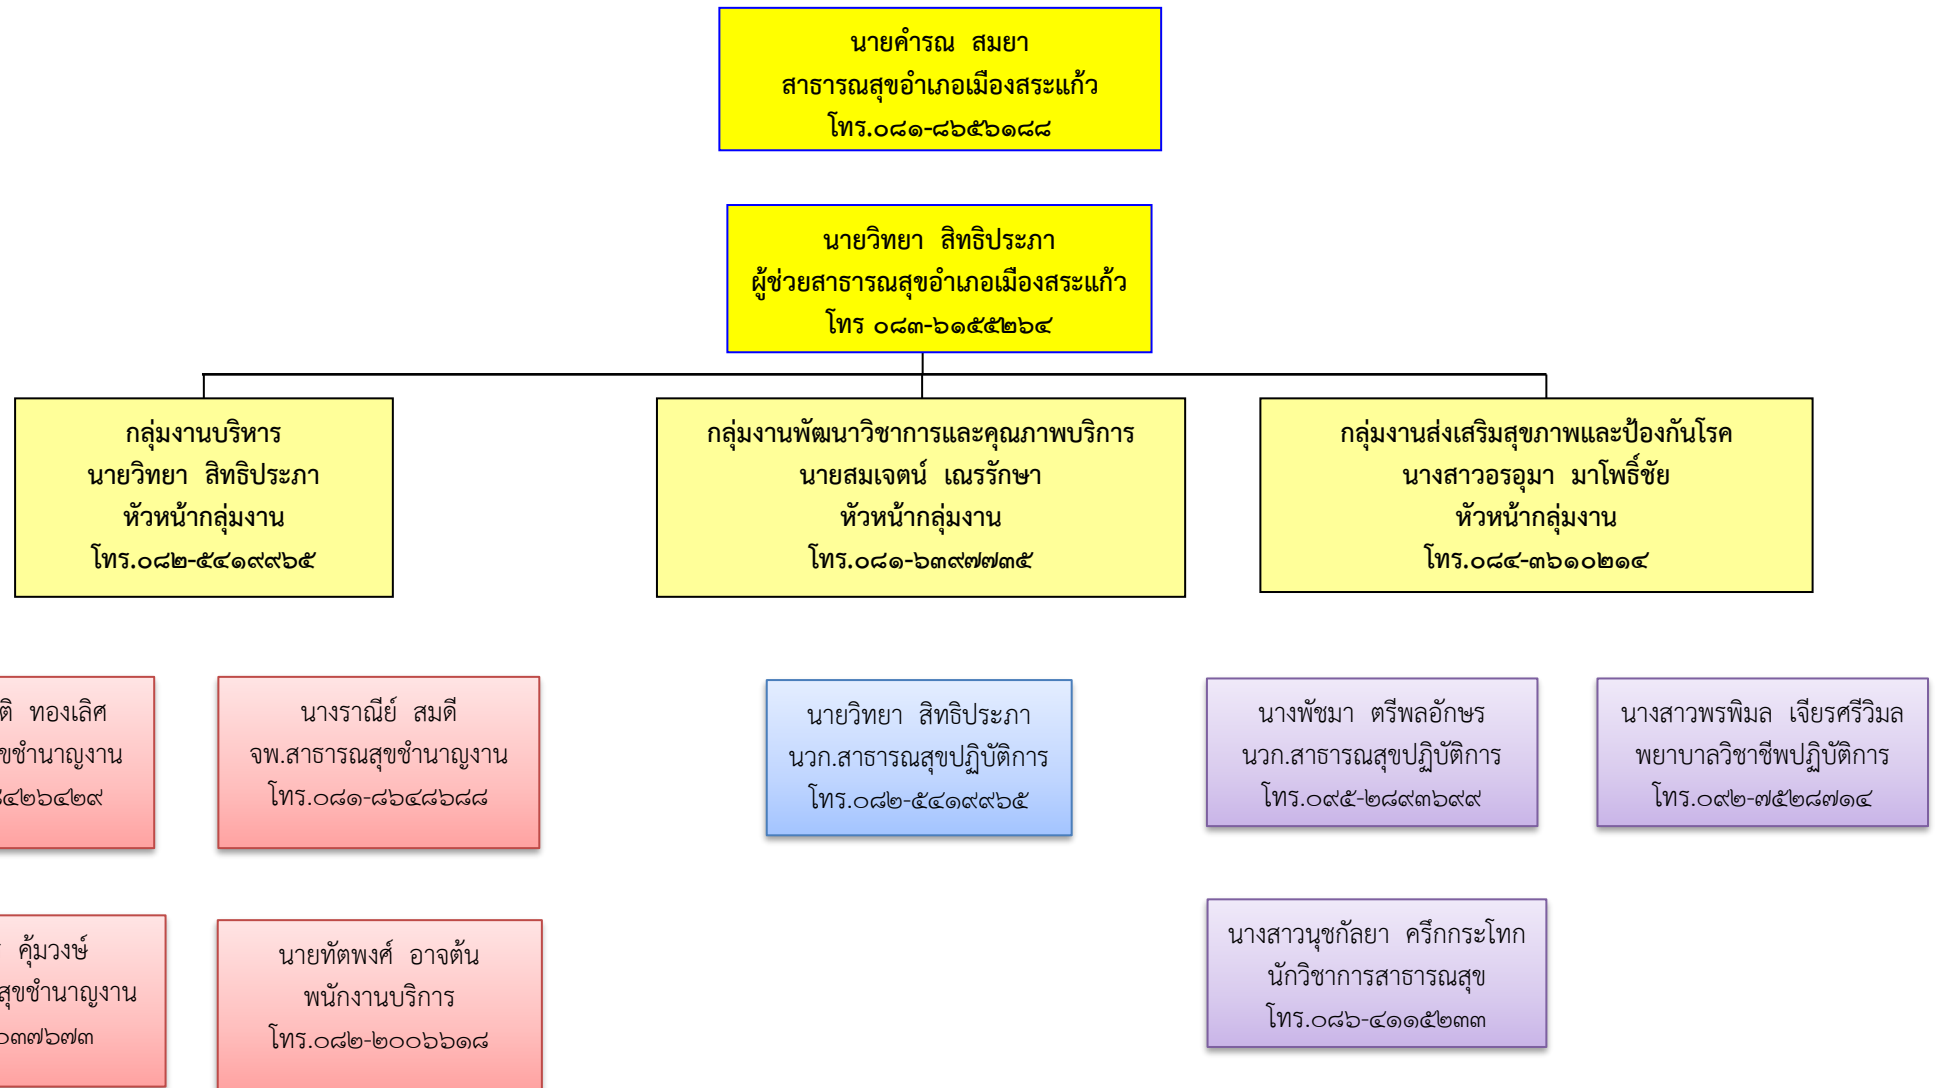 นายคำรณ สมยา
สาธารณสุขอำเภอเมืองสระแก้ว
โทร.๐๘๑-๘๖๕๖๑๘๘
นายวิทยา สิทธิประภา
ผู้ช่วยสาธารณสุขอำเภอเมืองสระแก้ว
โทร ๐๘๓-๖๑๕๕๒๖๔
กลุ่มงานบริหาร
นายวิทยา สิทธิประภา
หัวหน้ากลุ่มงาน
โทร.๐๘๒-๕๔๑๙๙๖๕
กลุ่มงานพัฒนาวิชาการและคุณภาพบริการ
นายสมเจตน์ เณรรักษา
หัวหน้ากลุ่มงาน
โทร.๐๘๑-๖๓๙๗๗๓๕
กลุ่มงานส่งเสริมสุขภาพและป้องกันโรค
นางสาวอรอุมา มาโพธิ์ชัย
หัวหน้ากลุ่มงาน
โทร.๐๘๔-๓๖๑๐๒๑๔
ทองเลิศ
ขชำนาญงาน
๔๒๖๔๒๙
นางราณีย์ สมดี
จพ.สาธารณสุขชำนาญงาน
โทร.๐๘๑-๘๖๔๘๖๘๘
นายวิทยา สิทธิประภา
นวก.สาธารณสุขปฏิบัติการ
โทร.๐๘๒-๕๔๑๙๙๖๕
นางพัชมา ตรีพลอักษร
นวก.สาธารณสุขปฏิบัติการ
โทร.๐๙๕-๒๘๙๓๖๙๙
นางสาวพรพิมล เจียรศรีวิมล
พยาบาลวิชาชีพปฏิบัติการ
โทร.๐๙๒-๗๕๒๘๗๑๔
คุ้มวงษ์
สุขชำนาญงาน
๐๓๗๖๗๓
นายทัตพงศ์ อาจต้น
พนักงานบริการ
โทร.๐๘๒-๒๐๐๖๖๑๘
นางสาวนุชกัลยา ครึกกระโทก
นักวิชาการสาธารณสุข
โทร.๐๘๖-๔๑๑๕๒๓๓